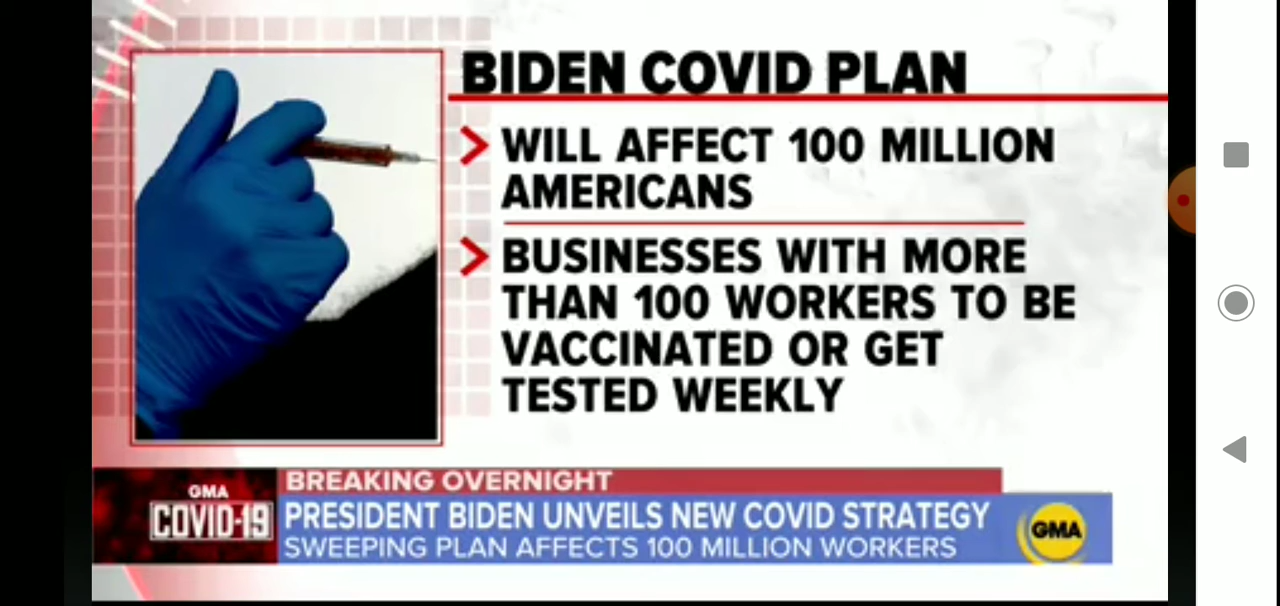 BIDEN COVID PLAN
WILL AFFECT 100 MILLION
AMERICANS
BUSINESSES WITH MORE
THAN 100 WORKERS TO BE
VACCINATED OR GET
TESTED WEEKLY
BREAKING OVERNIGHT
GMA
COVID-19
PRESIDENT BIDEN UNVEILS NEW COVID STRATEGY
SWEEPING PLAN AFFECTS 100 MILLION WORKERS
GMA